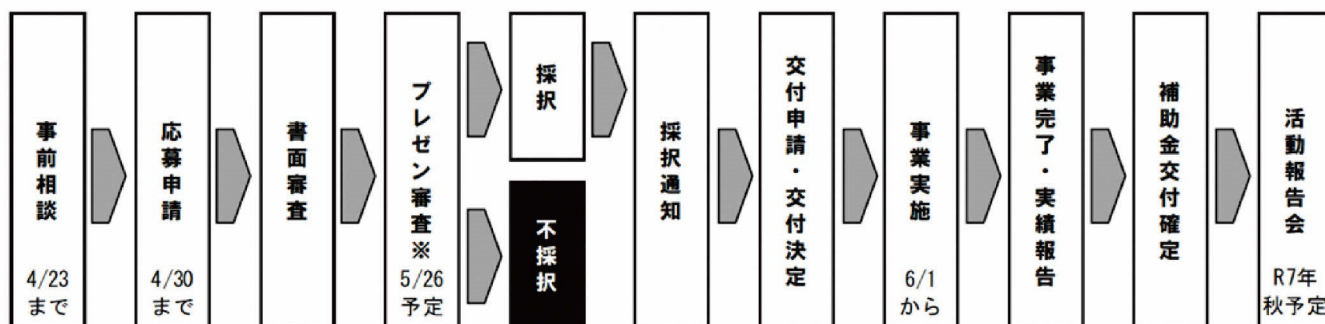 事前相談
4/23
まで
応募申請
4/30
まで
書面審査
プレゼン審査※
5/26
予定
採択
不採択
採択通知
交付申請・交付決定
事業実施
6/1
から
事業完了・実績報告
補助金交付確定
活動報告会
R7年
秋予定